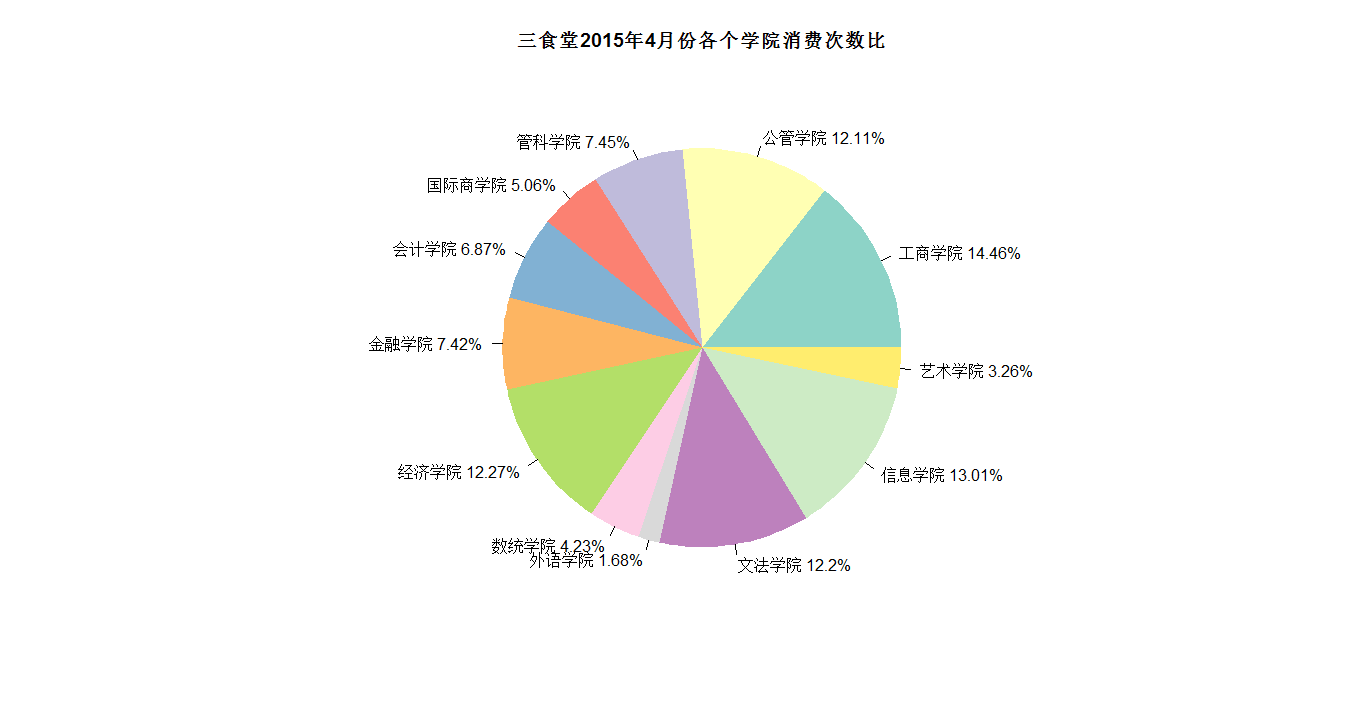 三食堂2015年4月份各个学院消费次数比
公管学院 12.11%
管科学院 7.45%
国际商学院 5.06%
会计学院 6.87%
工商学院 14.46%
金融学院 7.42%
艺术学院 3.26%
经济学院 12.27%
信息学院 13.01%
数统学院 4.23%
外语学院 1.68%
文法学院 12.2%